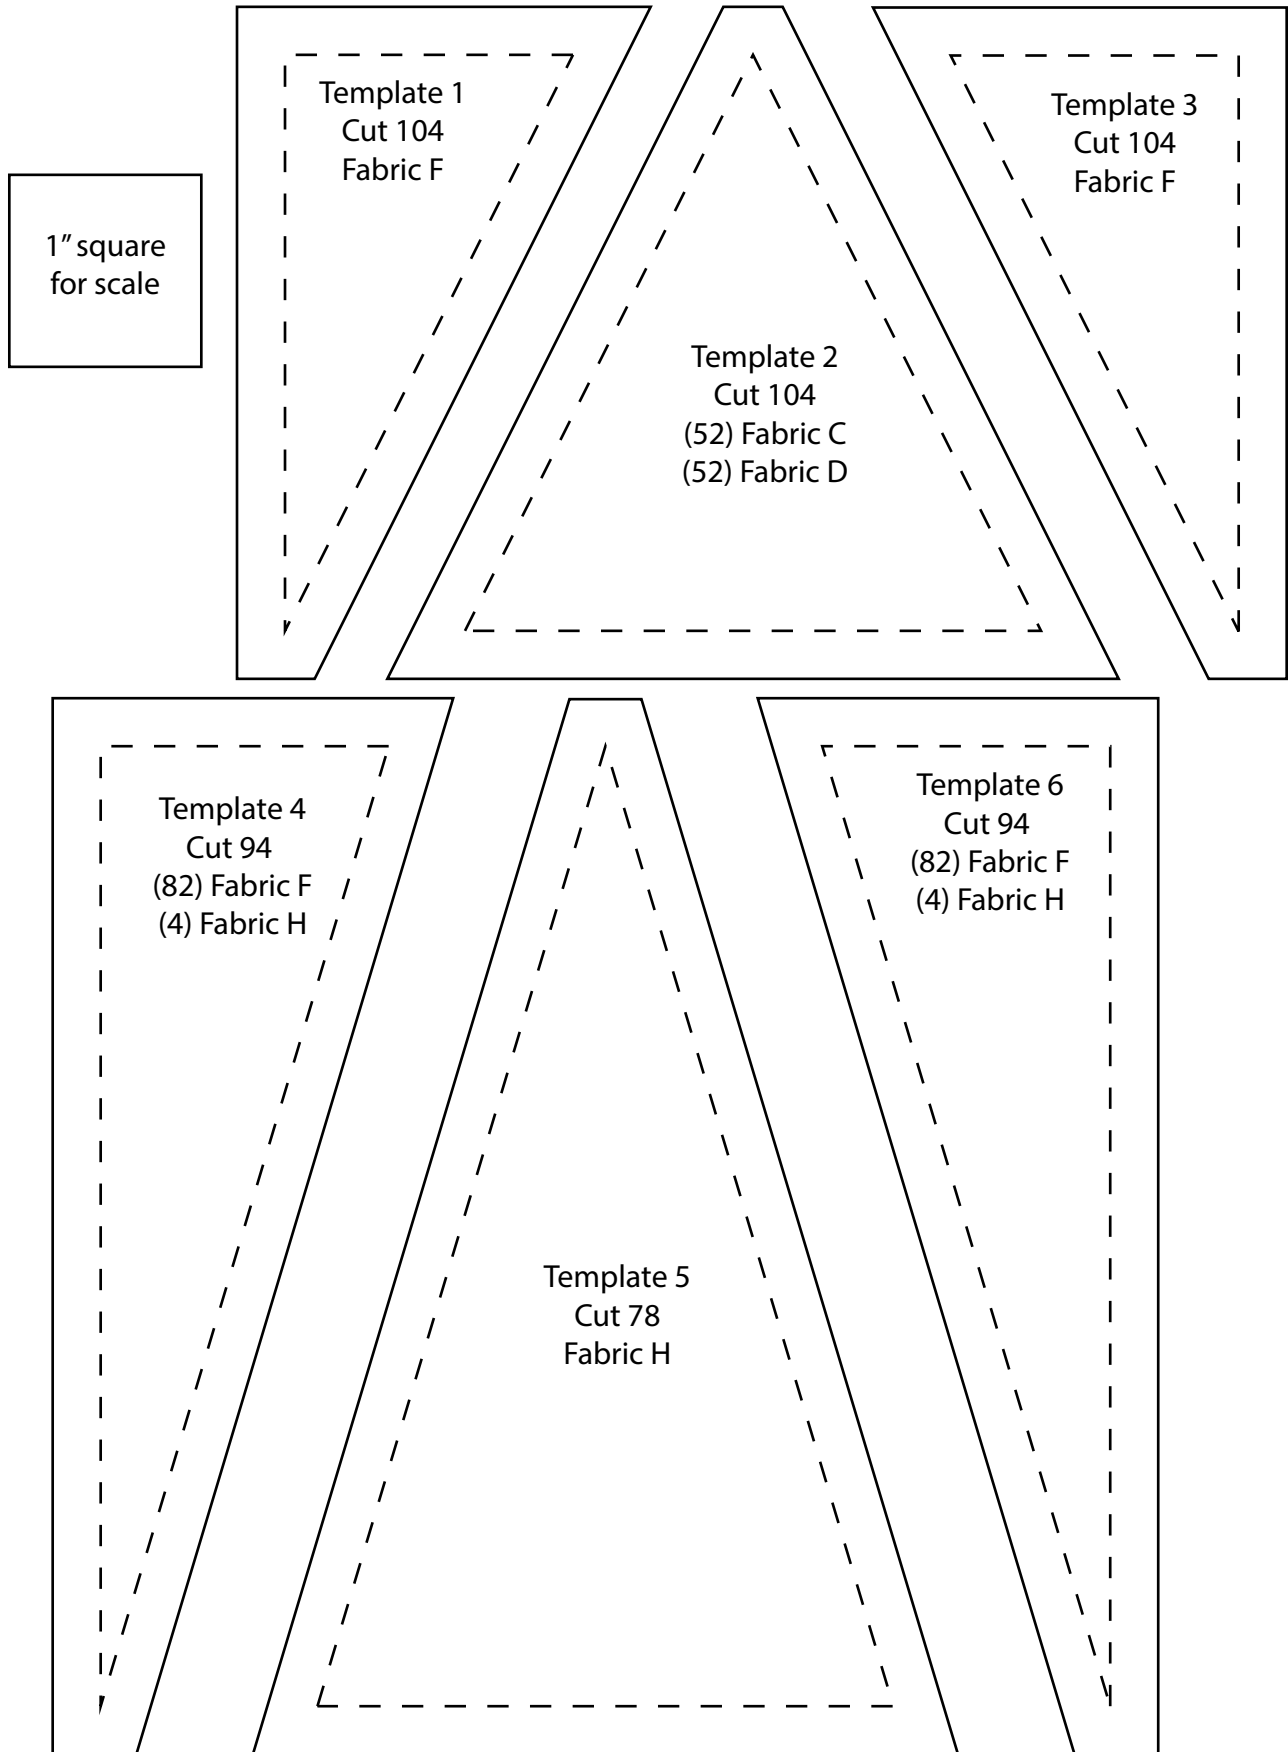 Template 1
Cut 104
Fabric F
Template 3
Cut 104
Fabric F
1" square
for scale
Template 2
Cut 104
(52) Fabric C
(52) Fabric D
Template 4
Cut 94
(82) Fabric F
(4) Fabric H
Template 6
Cut 94
(82) Fabric F
(4) Fabric H
Template 5
Cut 78
Fabric H